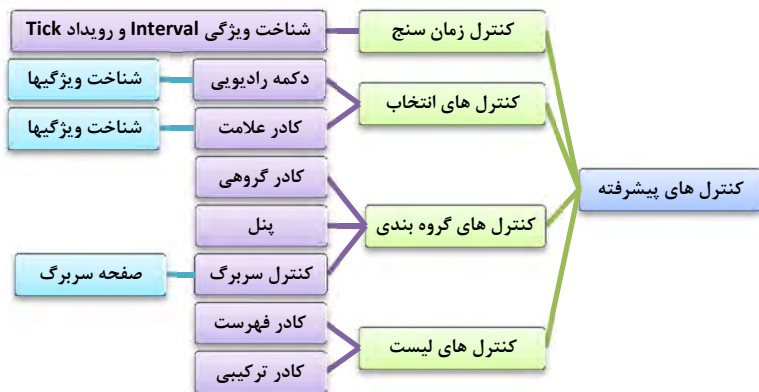 کنترل های پیشرفته
کنترل زمان سنج
شناخت ویژگی Interval و رویداد Tick
کنترل های انتخاب
دکمه رادیویی
شناخت ویژگیها
کادر علامت
شناخت ویژگیها
کنترل های گروه بندی
کادر گروهی
پنل
کنترل سربرگ
صفحه سربرگ
کنترل های لیست
کادر فهرست
کادر ترکیبی